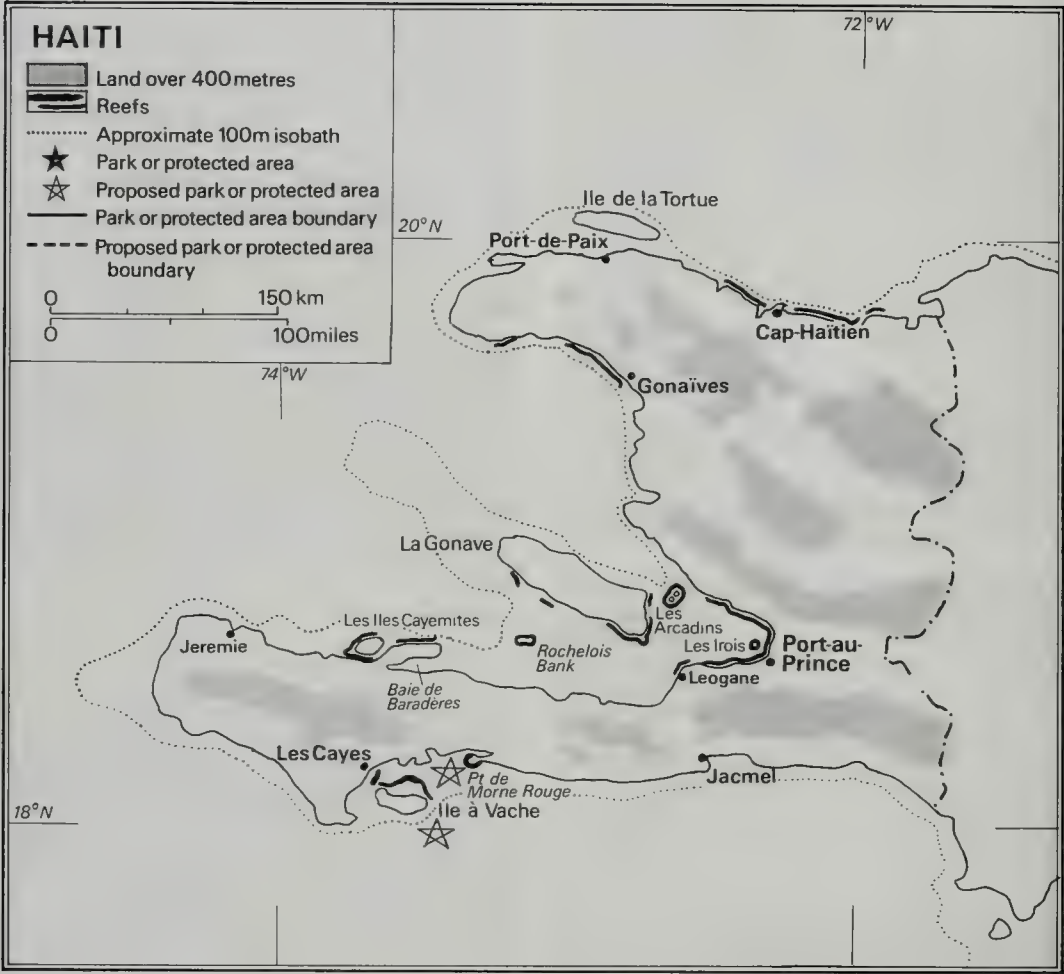 HAITI
Land over 400 metres
Reefs
Approximate 100m isobath
Park or protected area
Proposed park or protected area
Park or protected area boundary
Proposed park or protected area
boundary
0 150 km
0 100miles
72°W
20°N
Ile de la Tortue
Port-de-Paix
Cap-Haïtien
74°W
Gonaïves
La Gonave
Les Iles Cayemites
Les
Arcadins
Jeremie
Rochelois
Bank
Les Irois
Port-au-
Prince
Leogane
Baie de
Baradères
Les Cayes
Pt de
Morne Rouge
Jacmel
18°N
Ile à Vache